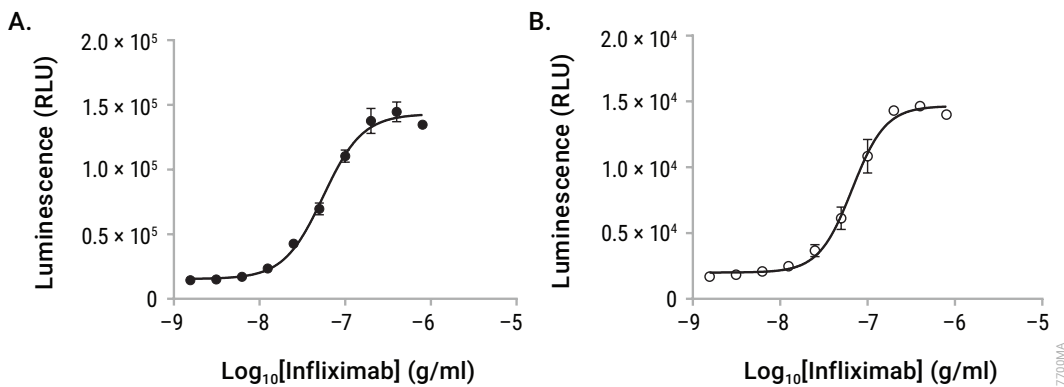 A.
Luminescence (RLU)
2.0 × 10⁵
1.5 × 10⁵
1.0 × 10⁵
0.5 × 10⁵
0
−9
−8
−7
−6
−5
Log₁₀[Infliximab] (g/ml)
B.
Luminescence (RLU)
2.0 × 10⁴
1.5 × 10⁴
1.0 × 10⁴
0.5 × 10⁴
0
−9
−8
−7
−6
−5
Log₁₀[Infliximab] (g/ml)